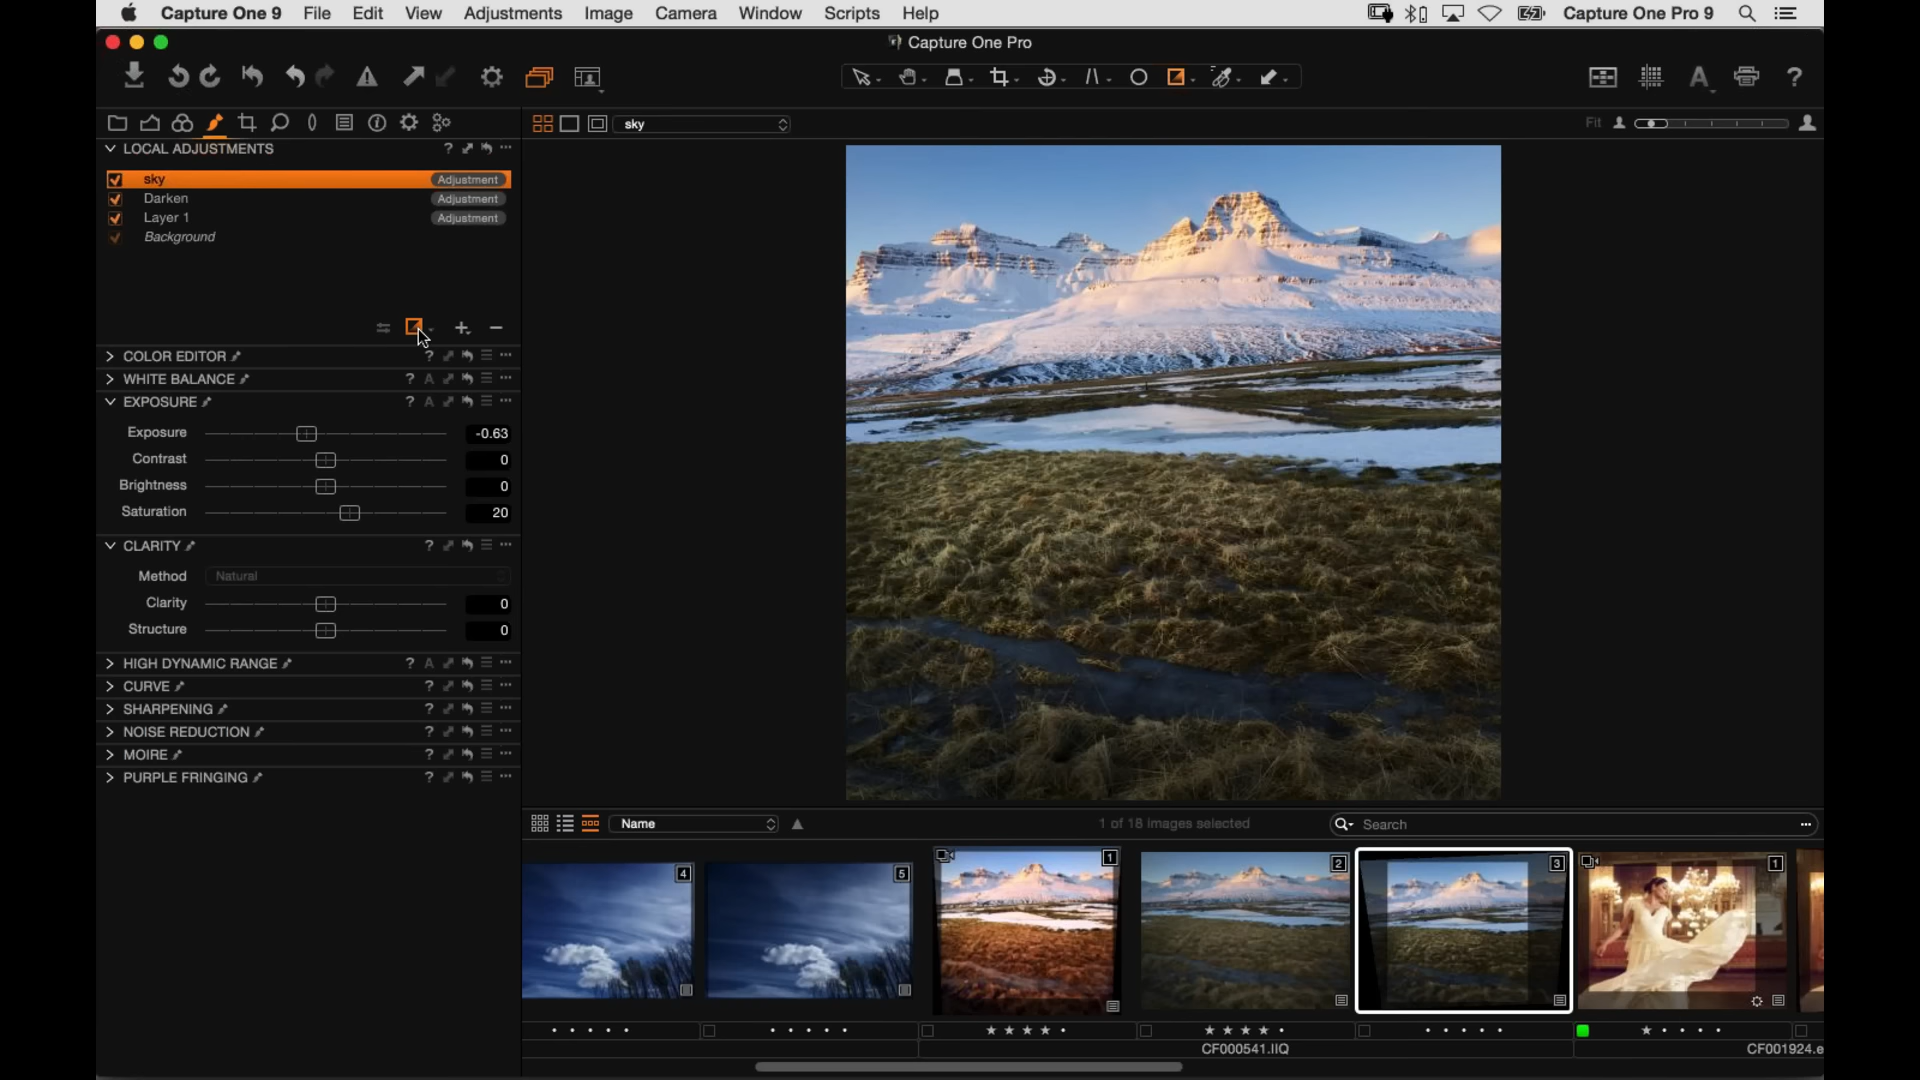 Capture One 9 File Edit View Adjustments Image Camera Window Scripts Help Capture One Pro 9
Capture One Pro
sky Fit
LOCAL ADJUSTMENTS ?
sky Adjustment
Darken Adjustment
Layer 1 Adjustment
Background
COLOR EDITOR ?
WHITE BALANCE ? A
EXPOSURE ? A
Exposure -0.63
Contrast 0
Brightness 0
Saturation 20
CLARITY ?
Method Natural
Clarity 0
Structure 0
HIGH DYNAMIC RANGE ? A
CURVE ?
SHARPENING ?
NOISE REDUCTION ?
MOIRE ?
PURPLE FRINGING ?
Name 1 of 18 images selected Search
4 5 1 2 3 1
CF000541.IIQ CF001924.e